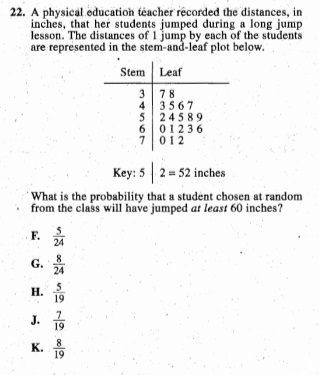 22. A physical education teacher recorded the distances, in
inches, that her students jumped during a long jump
lesson. The distances of 1 jump by each of the students
are represented in the stem-and-leaf plot below.
Stem Leaf
3 7 8
4 3 5 6 7
5 2 4 5 8 9
6 0 1 2 3 6
7 0 1 2
Key: 5 | 2 = 52 inches
What is the probability that a student chosen at random
from the class will have jumped at least 60 inches?
F. 5/24
G. 8/24
H. 5/19
J. 7/19
K. 8/19